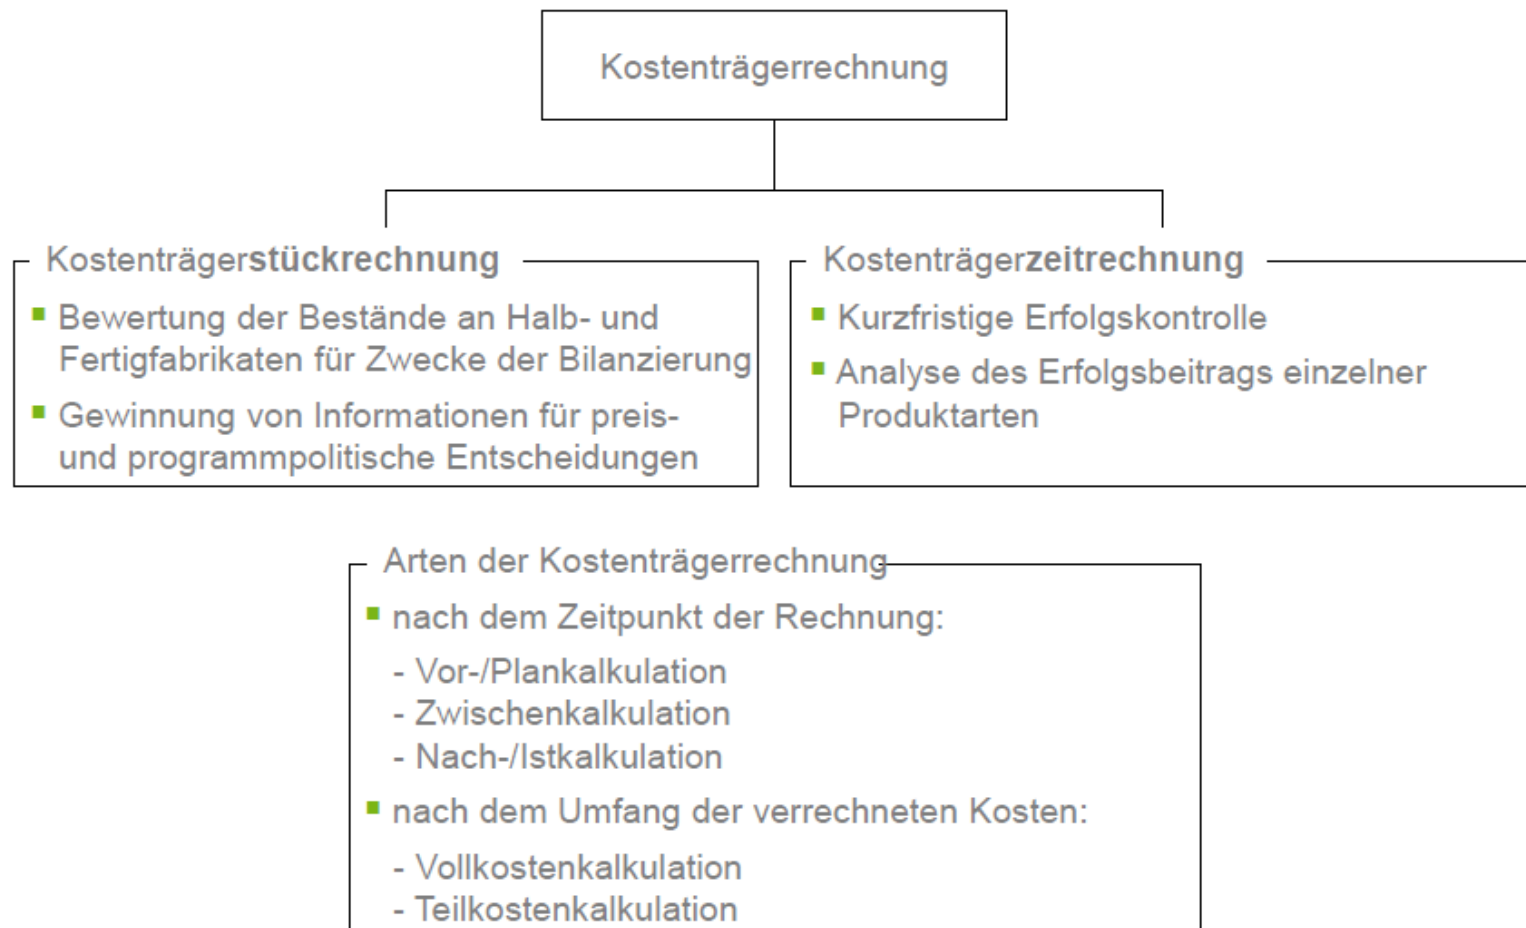 Kostenträgerrechnung
Kostenträgerstückrechnung
Bewertung der Bestände an Halb- und
Fertigfabrikaten für Zwecke der Bilanzierung
Gewinnung von Informationen für preis-
und programmpolitische Entscheidungen
Kostenträgerzeitrechnung
Kurzfristige Erfolgskontrolle
Analyse des Erfolgsbeitrags einzelner
Produktarten
Arten der Kostenträgerrechnung
nach dem Zeitpunkt der Rechnung:
- Vor-/Plankalkulation
- Zwischenkalkulation
- Nach-/Istkalkulation
nach dem Umfang der verrechneten Kosten:
- Vollkostenkalkulation
- Teilkostenkalkulation